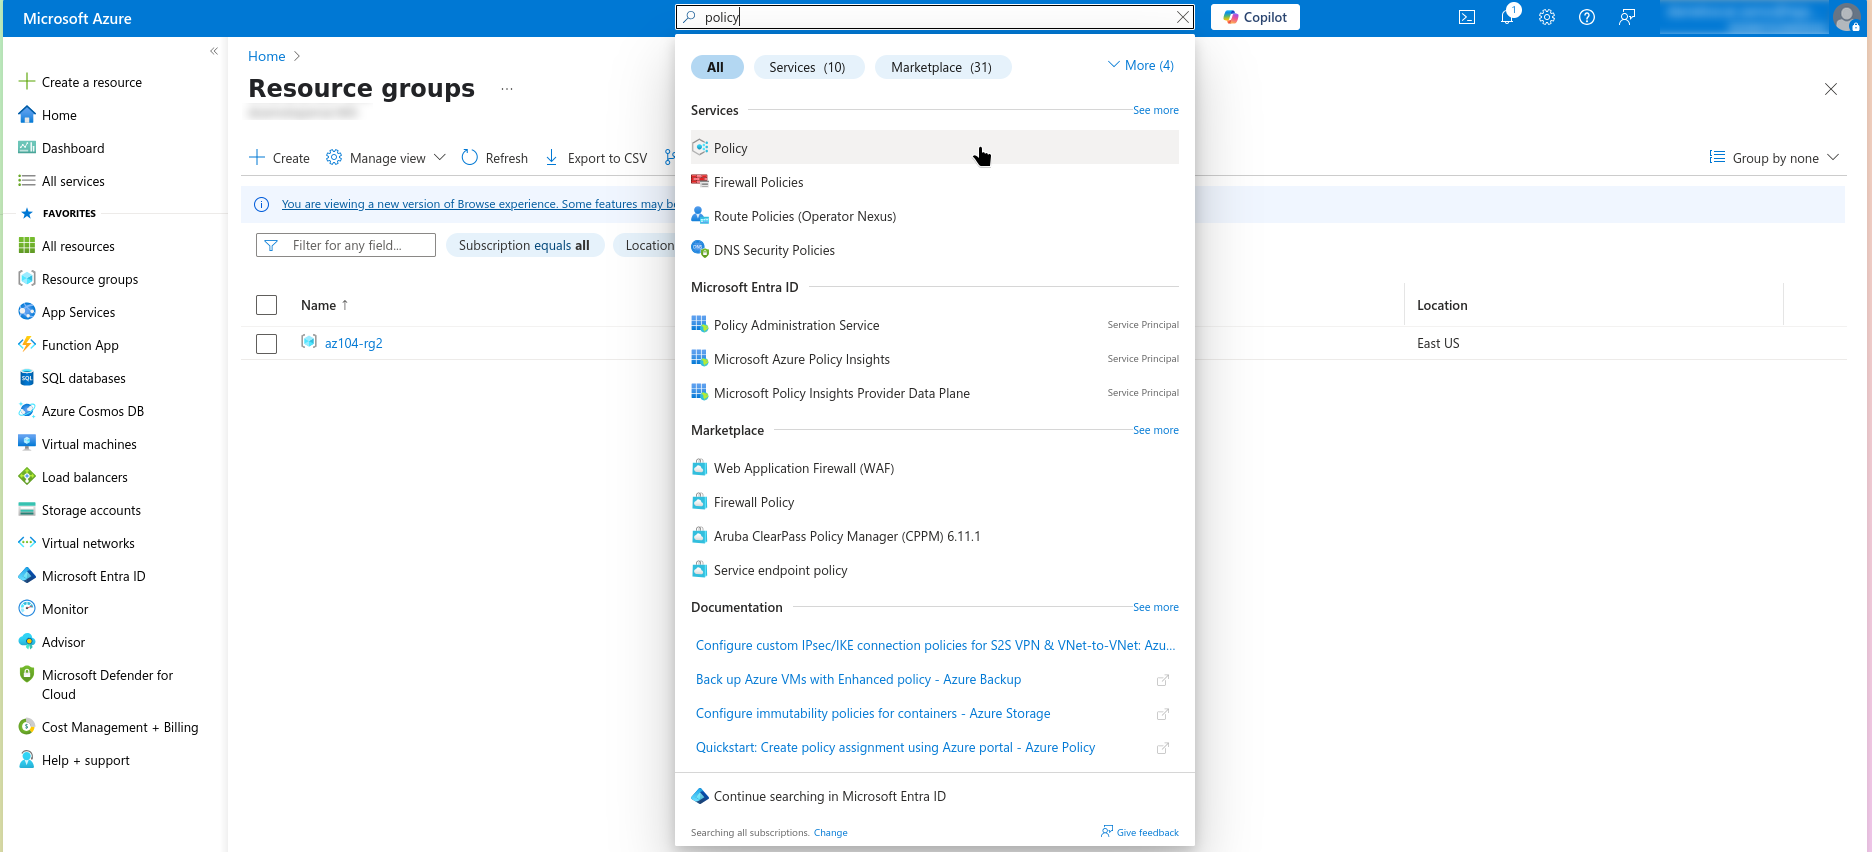 Microsoft Azure
policy
Copilot
1
Create a resource
Home
Dashboard
All services
FAVORITES
All resources
Resource groups
App Services
Function App
SQL databases
Azure Cosmos DB
Virtual machines
Load balancers
Storage accounts
Virtual networks
Microsoft Entra ID
Monitor
Advisor
Microsoft Defender for
Cloud
Cost Management + Billing
Help + support
Home
Resource groups
Create
Manage view
Refresh
Export to CSV
Group by none
You are viewing a new version of Browse experience. Some features may be
Filter for any field...
Subscription equals all
Location
Name ↑
Location
az104-rg2
East US
All
Services (10)
Marketplace (31)
More (4)
Services
See more
Policy
Firewall Policies
Route Policies (Operator Nexus)
DNS Security Policies
Microsoft Entra ID
Policy Administration Service
Service Principal
Microsoft Azure Policy Insights
Service Principal
Microsoft Policy Insights Provider Data Plane
Service Principal
Marketplace
See more
Web Application Firewall (WAF)
Firewall Policy
Aruba ClearPass Policy Manager (CPPM) 6.11.1
Service endpoint policy
Documentation
See more
Configure custom IPsec/IKE connection policies for S2S VPN & VNet-to-VNet: Azu...
Back up Azure VMs with Enhanced policy - Azure Backup
Configure immutability policies for containers - Azure Storage
Quickstart: Create policy assignment using Azure portal - Azure Policy
Continue searching in Microsoft Entra ID
Searching all subscriptions. Change
Give feedback